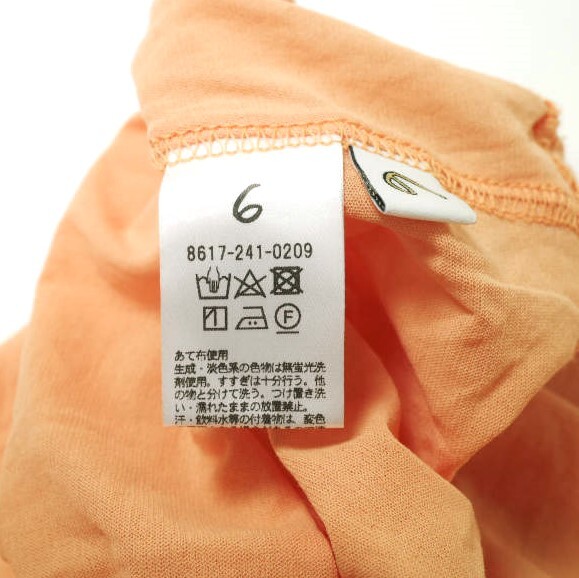 6
8617-241-0209
F
あて布使用
生成・淡色系の色物は無蛍光洗
剤使用。すすぎは十分行う。他
の物と分けて洗う。つけ置き洗
い・濡れたままの放置禁止。
汗・飲料水等の付着物は、変色